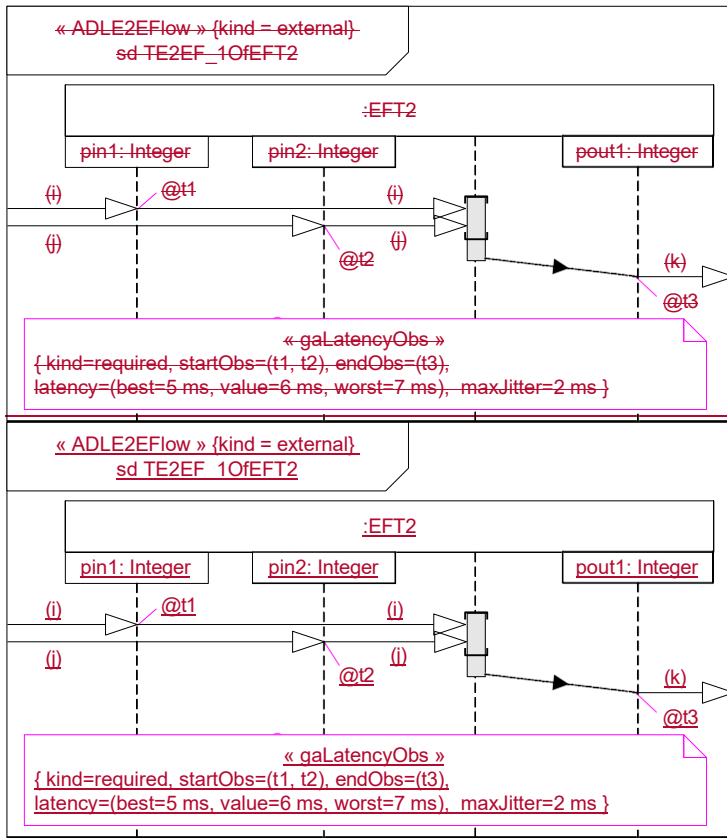 « ADLE2EFlow » {kind = external}
sd TE2EF_1OfEFT2
:EFT2
pin1: Integer pin2: Integer pout1: Integer
(i) @t1 (i)
(j) @t2 (j) (k)
@t3
« gaLatencyObs »
{ kind=required, startObs=(t1, t2), endObs=(t3),
latency=(best=5 ms, value=6 ms, worst=7 ms), maxJitter=2 ms }
« ADLE2EFlow » {kind = external}
sd TE2EF_1OfEFT2
:EFT2
pin1: Integer pin2: Integer pout1: Integer
(i) @t1 (i)
(j) @t2 (j) (k)
@t3
« gaLatencyObs »
{ kind=required, startObs=(t1, t2), endObs=(t3),
latency=(best=5 ms, value=6 ms, worst=7 ms), maxJitter=2 ms }